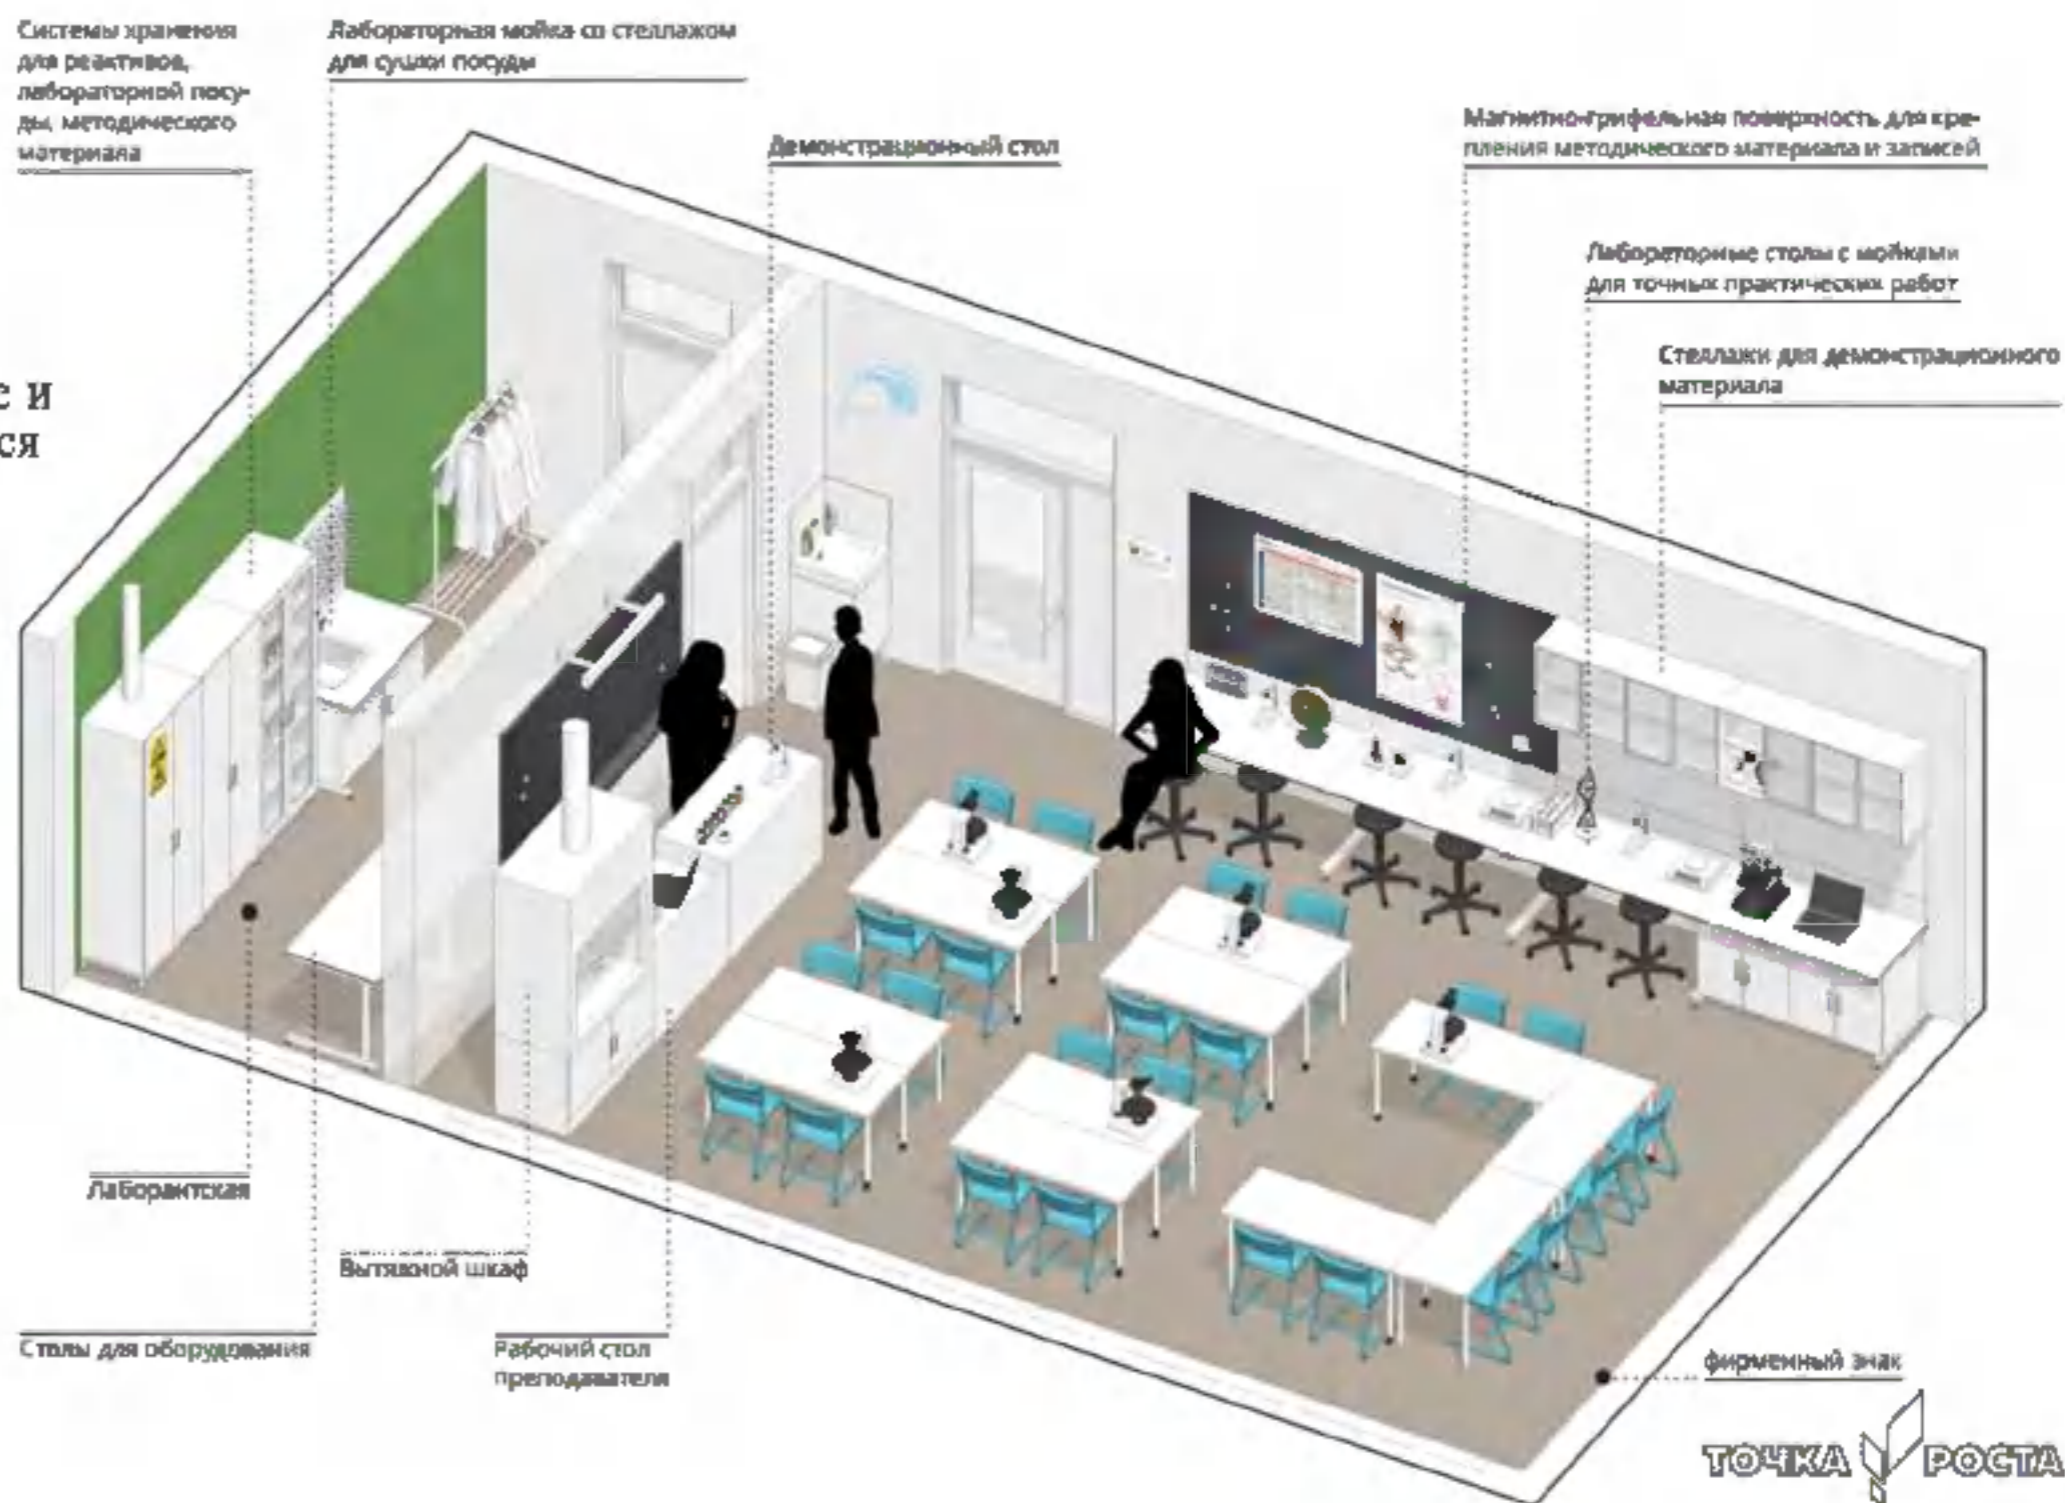 Системы хранения
для реактивов,
лабораторной посу-
ды, методического
материала
Лабораторная мойка со стеллажом
для сушки посуды
Демонстрационный стол
Магнитно-грифельная поверхность для кре-
пления методического материала и записей
Лабораторные столы с мойками
для точных практических работ
Стеллажи для демонстрационного
материала
с и
ся
Лаборантская
Вытяжной шкаф
Столы для оборудования
Рабочий стол
преподавателя
фирменный знак
ТОЧКА РОСТА